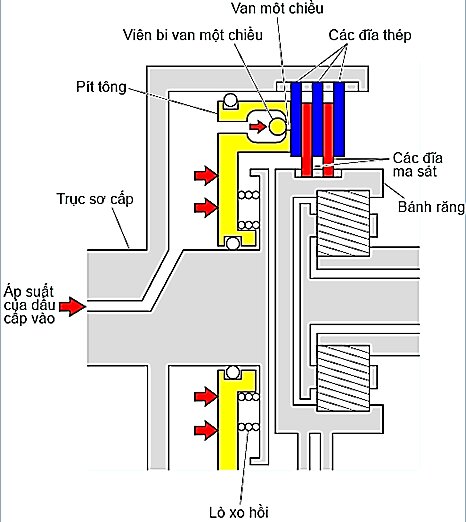 Van một chiều
Viên bi van một chiều
Các đĩa thép
Pít tông
Các đĩa
ma sát
Trục sơ cấp
Bánh răng
Áp suất
của dầu
cấp vào
Lò xo hồi